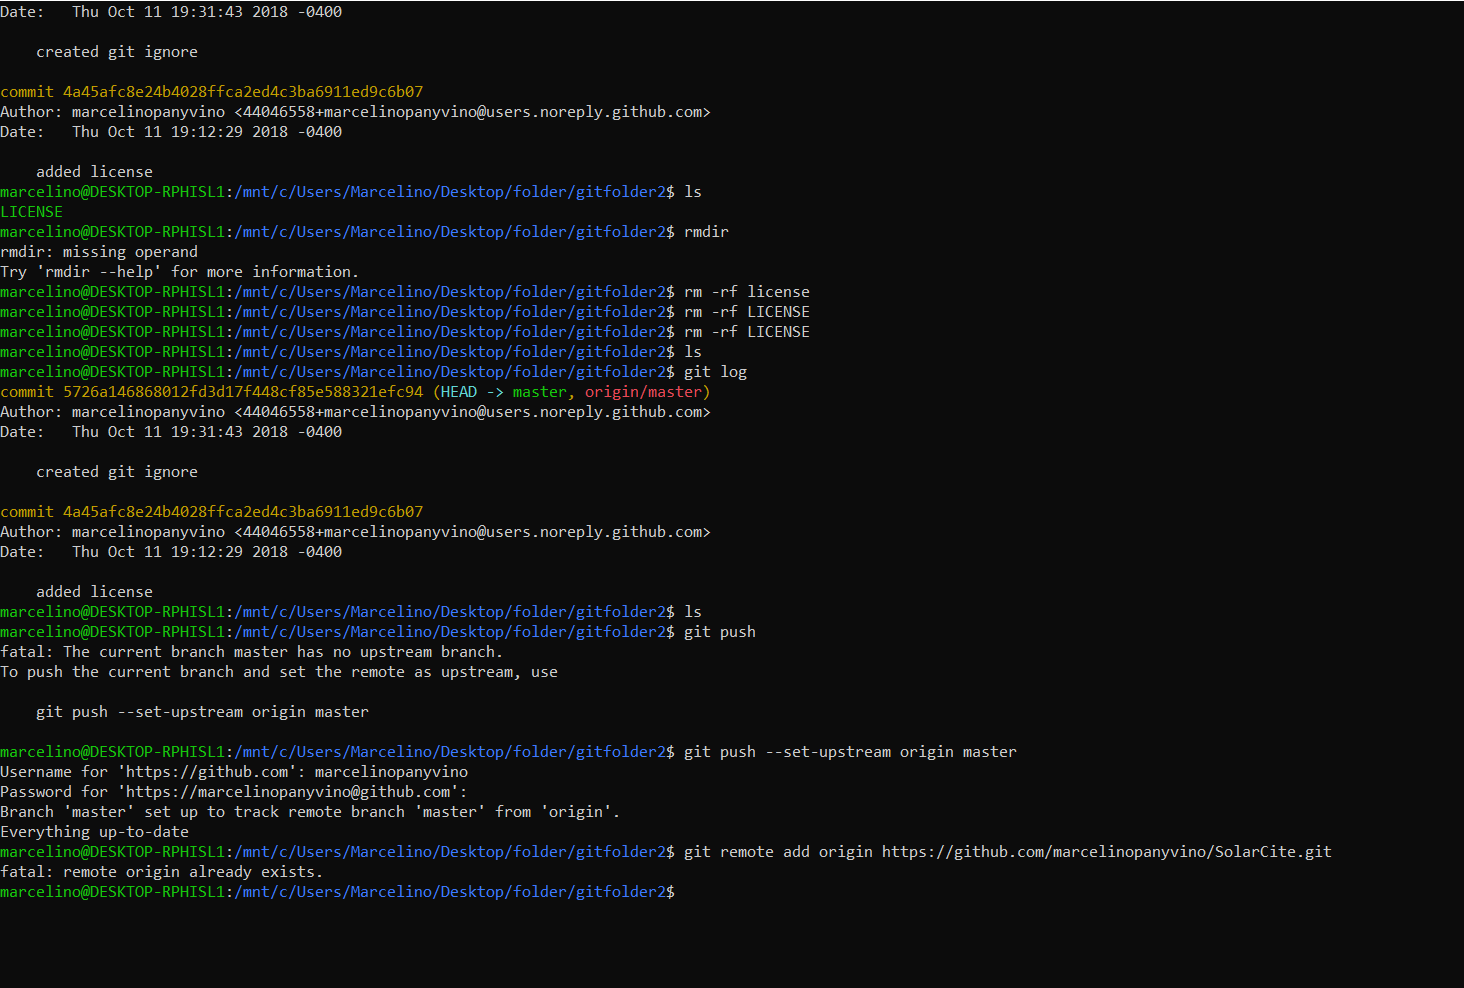 Date:   Thu Oct 11 19:31:43 2018 -0400
    created git ignore
commit 4a45afc8e24b4028ffca2ed4c3ba6911ed9c6b07
Author: marcelinopanyvino <44046558+marcelinopanyvino@users.noreply.github.com>
Date:   Thu Oct 11 19:12:29 2018 -0400
    added license
marcelino@DESKTOP-RPHISL1:/mnt/c/Users/Marcelino/Desktop/folder/gitfolder2$ ls
LICENSE
marcelino@DESKTOP-RPHISL1:/mnt/c/Users/Marcelino/Desktop/folder/gitfolder2$ rmdir
rmdir: missing operand
Try 'rmdir --help' for more information.
marcelino@DESKTOP-RPHISL1:/mnt/c/Users/Marcelino/Desktop/folder/gitfolder2$ rm -rf license
marcelino@DESKTOP-RPHISL1:/mnt/c/Users/Marcelino/Desktop/folder/gitfolder2$ rm -rf LICENSE
marcelino@DESKTOP-RPHISL1:/mnt/c/Users/Marcelino/Desktop/folder/gitfolder2$ rm -rf LICENSE
marcelino@DESKTOP-RPHISL1:/mnt/c/Users/Marcelino/Desktop/folder/gitfolder2$ ls
marcelino@DESKTOP-RPHISL1:/mnt/c/Users/Marcelino/Desktop/folder/gitfolder2$ git log
commit 5726a146868012fd3d17f448cf85e588321efc94 (HEAD -> master, origin/master)
Author: marcelinopanyvino <44046558+marcelinopanyvino@users.noreply.github.com>
Date:   Thu Oct 11 19:31:43 2018 -0400
    created git ignore
commit 4a45afc8e24b4028ffca2ed4c3ba6911ed9c6b07
Author: marcelinopanyvino <44046558+marcelinopanyvino@users.noreply.github.com>
Date:   Thu Oct 11 19:12:29 2018 -0400
    added license
marcelino@DESKTOP-RPHISL1:/mnt/c/Users/Marcelino/Desktop/folder/gitfolder2$ ls
marcelino@DESKTOP-RPHISL1:/mnt/c/Users/Marcelino/Desktop/folder/gitfolder2$ git push
fatal: The current branch master has no upstream branch.
To push the current branch and set the remote as upstream, use
    git push --set-upstream origin master
marcelino@DESKTOP-RPHISL1:/mnt/c/Users/Marcelino/Desktop/folder/gitfolder2$ git push --set-upstream origin master
Username for 'https://github.com': marcelinopanyvino
Password for 'https://marcelinopanyvino@github.com':
Branch 'master' set up to track remote branch 'master' from 'origin'.
Everything up-to-date
marcelino@DESKTOP-RPHISL1:/mnt/c/Users/Marcelino/Desktop/folder/gitfolder2$ git remote add origin https://github.com/marcelinopanyvino/SolarCite.git
fatal: remote origin already exists.
marcelino@DESKTOP-RPHISL1:/mnt/c/Users/Marcelino/Desktop/folder/gitfolder2$